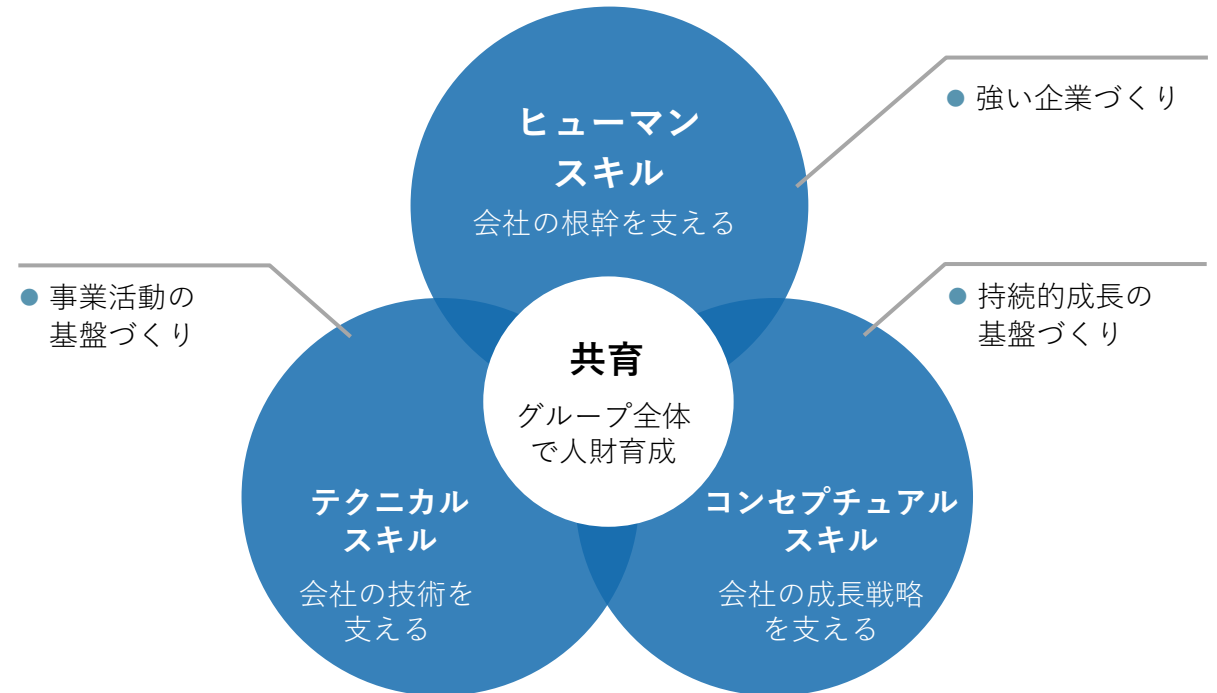 ヒューマン
スキル
会社の根幹を支える
強い企業づくり
事業活動の
基盤づくり
持続的成長の
基盤づくり
共育
グループ全体
で人財育成
テクニカル
スキル
会社の技術を
支える
コンセプチュアル
スキル
会社の成長戦略
を支える